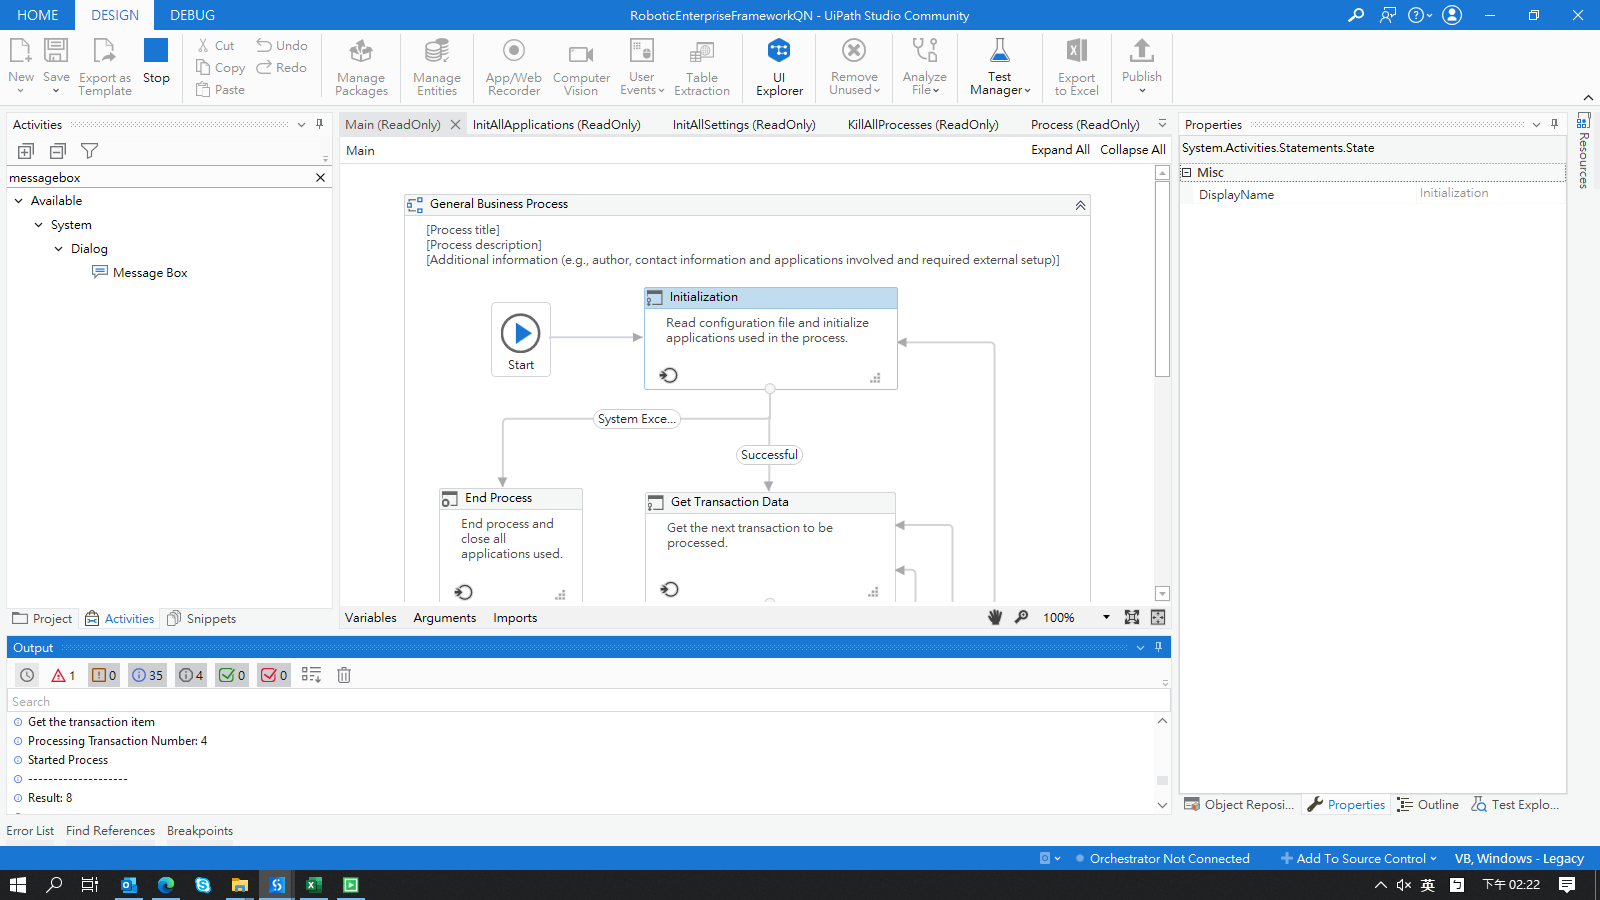 HOME DESIGN DEBUG RoboticEnterpriseFrameworkQN - UiPath Studio Community
New Save Export as Template Stop Cut Copy Paste Undo Redo Manage Packages Manage Entities App/Web Recorder Computer Vision User Events Table Extraction UI Explorer Remove Unused Analyze File Test Manager Export to Excel Publish
Activities
messagebox
Available
System
Dialog
Message Box
Project Activities Snippets
Main (ReadOnly) InitAllApplications (ReadOnly) InitAllSettings (ReadOnly) KillAllProcesses (ReadOnly) Process (ReadOnly)
Main Expand All Collapse All
General Business Process
[Process title]
[Process description]
[Additional information (e.g., author, contact information and applications involved and required external setup)]
Start
Initialization
Read configuration file and initialize
applications used in the process.
System Exce...
Successful
End Process
End process and
close all
applications used.
Get Transaction Data
Get the next transaction to be
processed.
Variables Arguments Imports 100%
Properties
System.Activities.Statements.State
Misc
DisplayName Initialization
Resources
Object Reposi... Properties Outline Test Explo...
Output
1 0 35 4 0 0
Search
Get the transaction item
Processing Transaction Number: 4
Started Process
--------------------
Result: 8
Error List Find References Breakpoints
Orchestrator Not Connected Add To Source Control VB, Windows - Legacy
英 下午 02:22